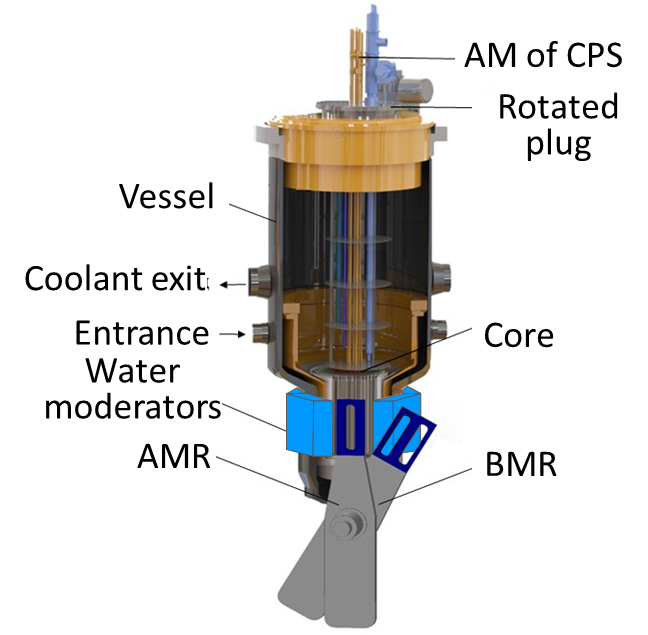 AM of CPS
Rotated
plug
Vessel
Coolant exit
Entrance
Core
Water
moderators
AMR
BMR